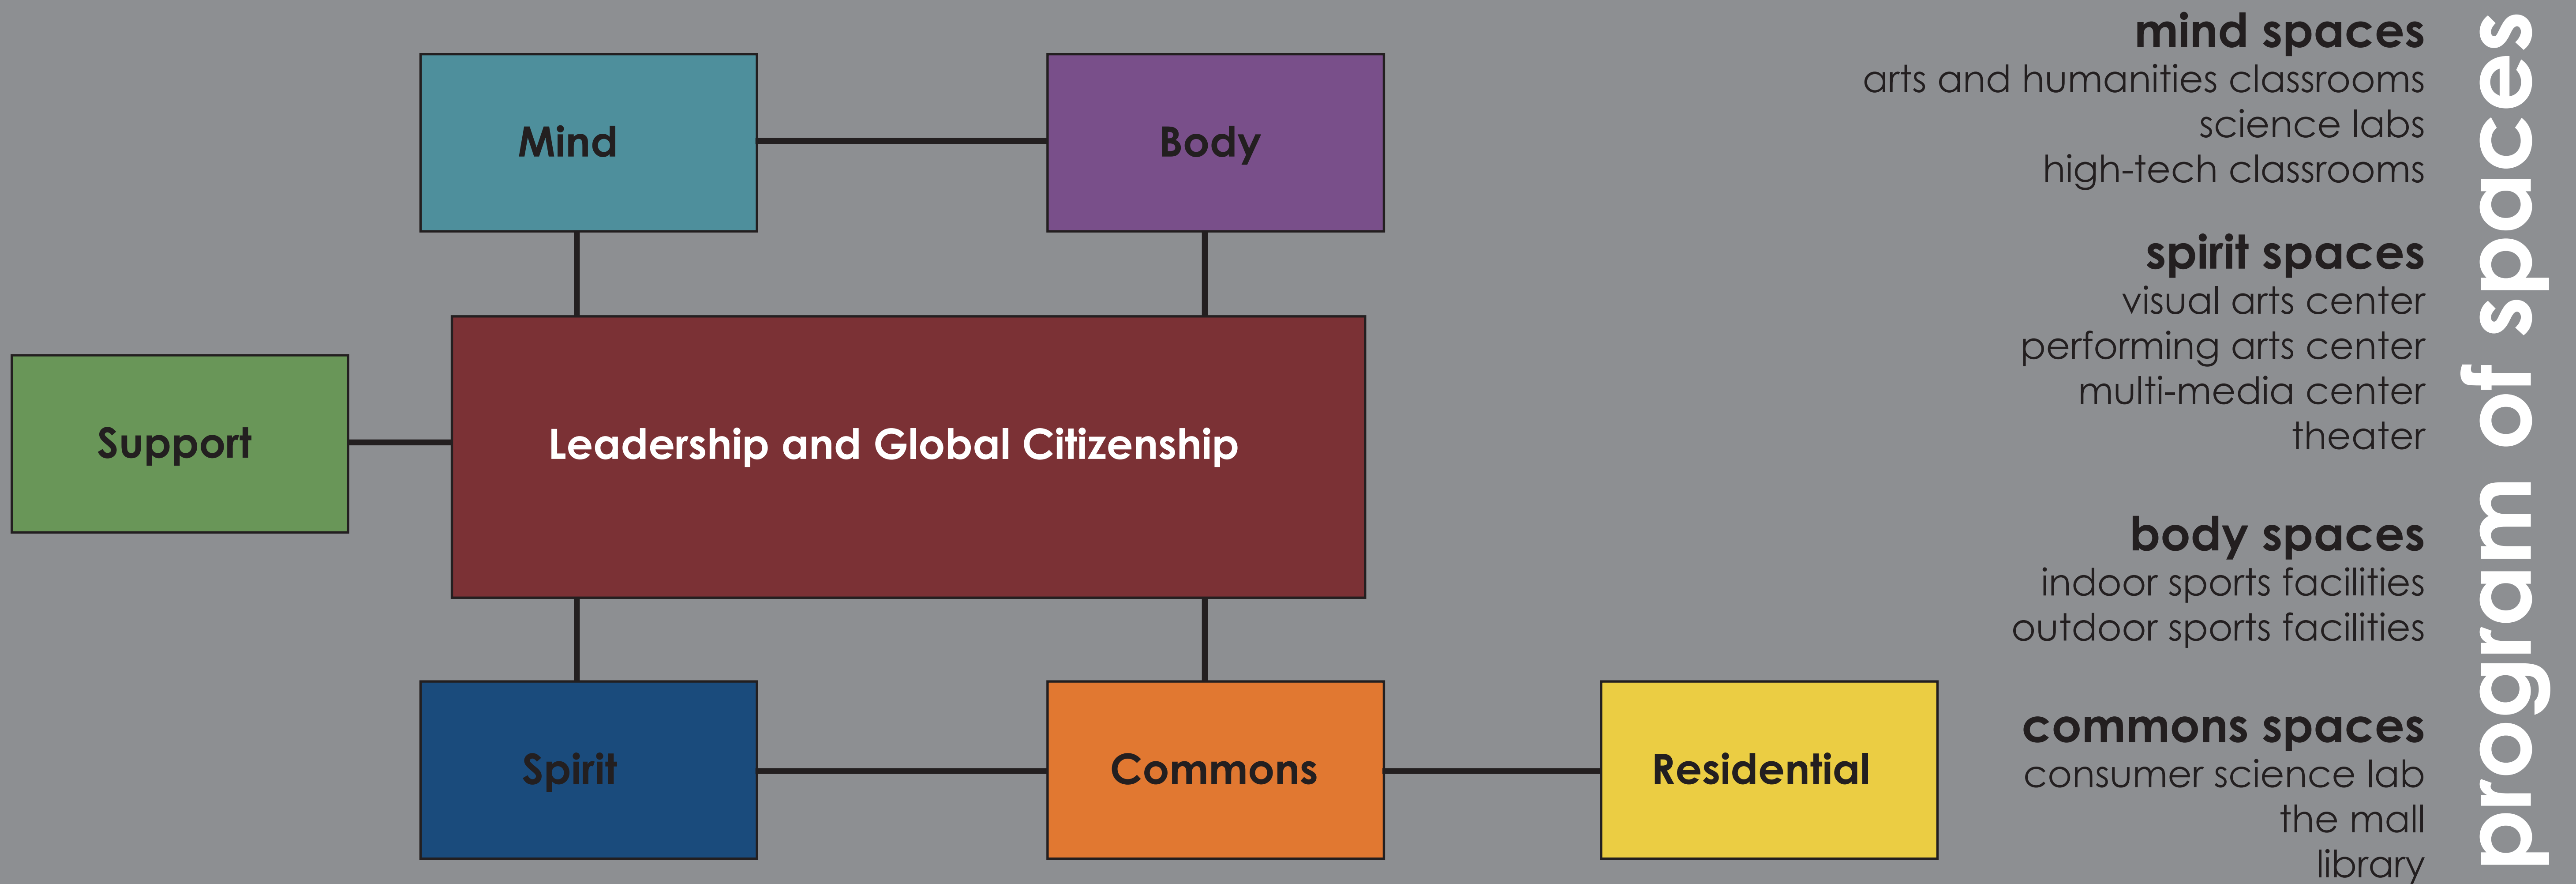 Mind
Body
Support
Leadership and Global Citizenship
Spirit
Commons
Residential
mind spaces
arts and humanities classrooms
science labs
high-tech classrooms
spirit spaces
visual arts center
performing arts center
multi-media center
theater
body spaces
indoor sports facilities
outdoor sports facilities
commons spaces
consumer science lab
the mall
library
program of spaces